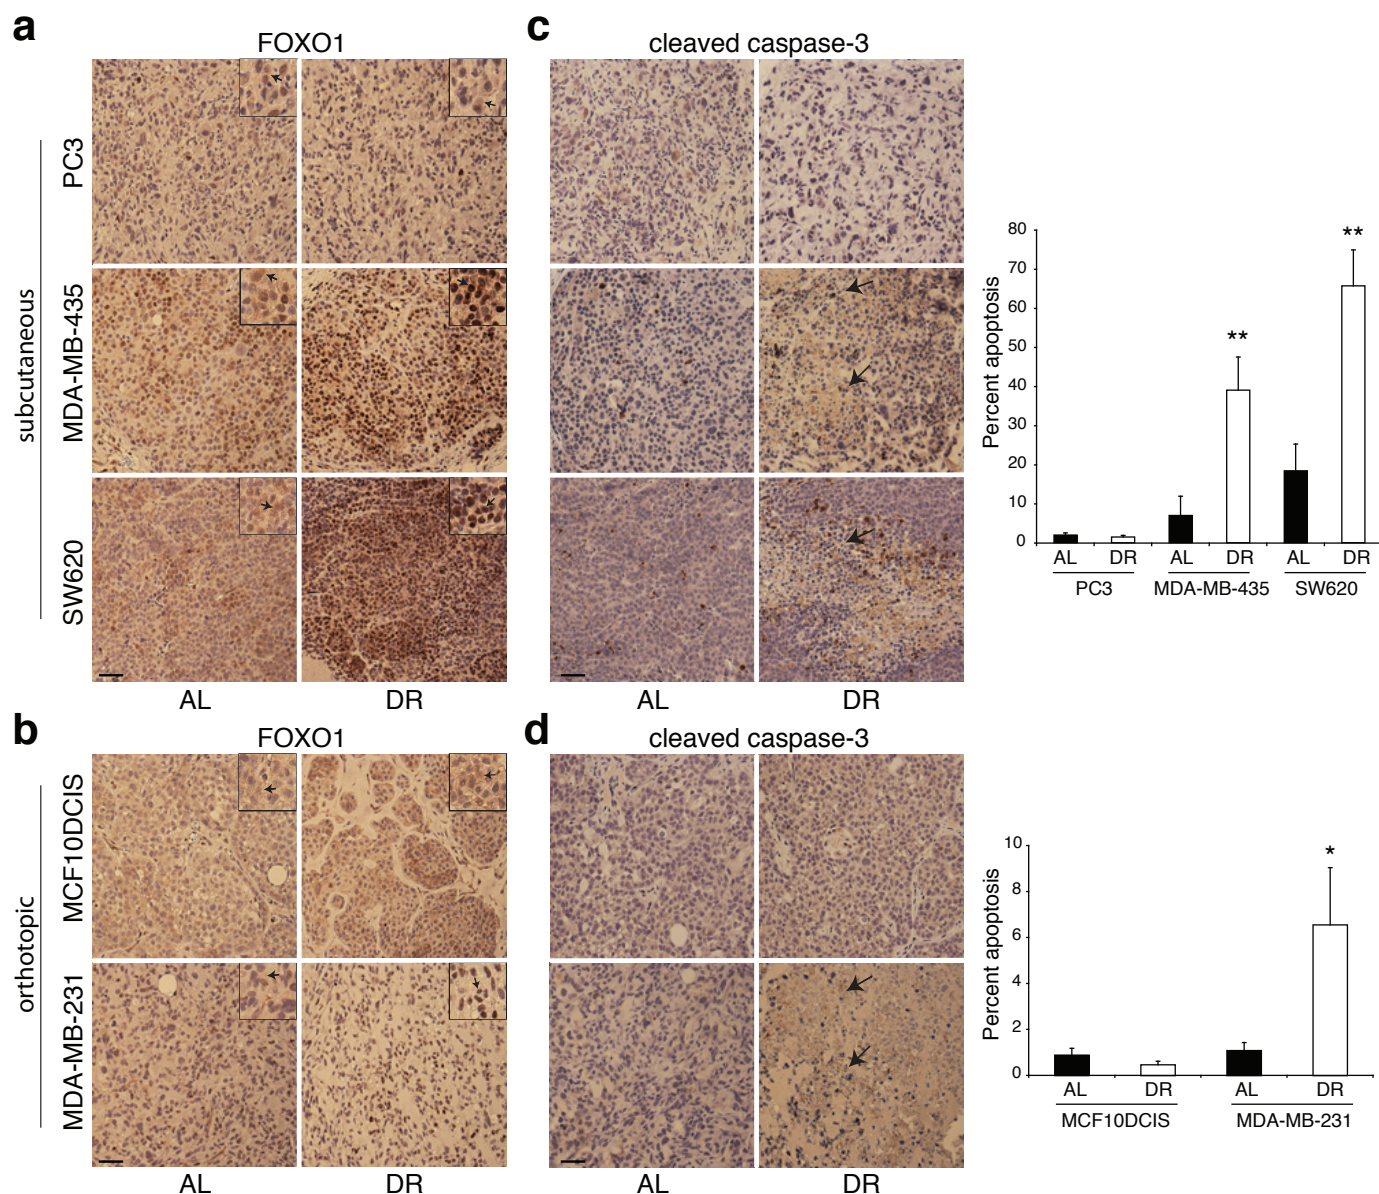 a
FOXO1
subcutaneous
PC3
MDA-MB-435
SW620
AL
DR
c
cleaved caspase-3
AL
DR
Percent apoptosis
80
70
60
50
40
30
20
10
0
**
**
AL DR AL DR AL DR
PC3 MDA-MB-435 SW620
b
FOXO1
orthotopic
MCF10DCIS
MDA-MB-231
AL
DR
d
cleaved caspase-3
AL
DR
Percent apoptosis
10
8
6
4
2
0
*
AL DR AL DR
MCF10DCIS MDA-MB-231